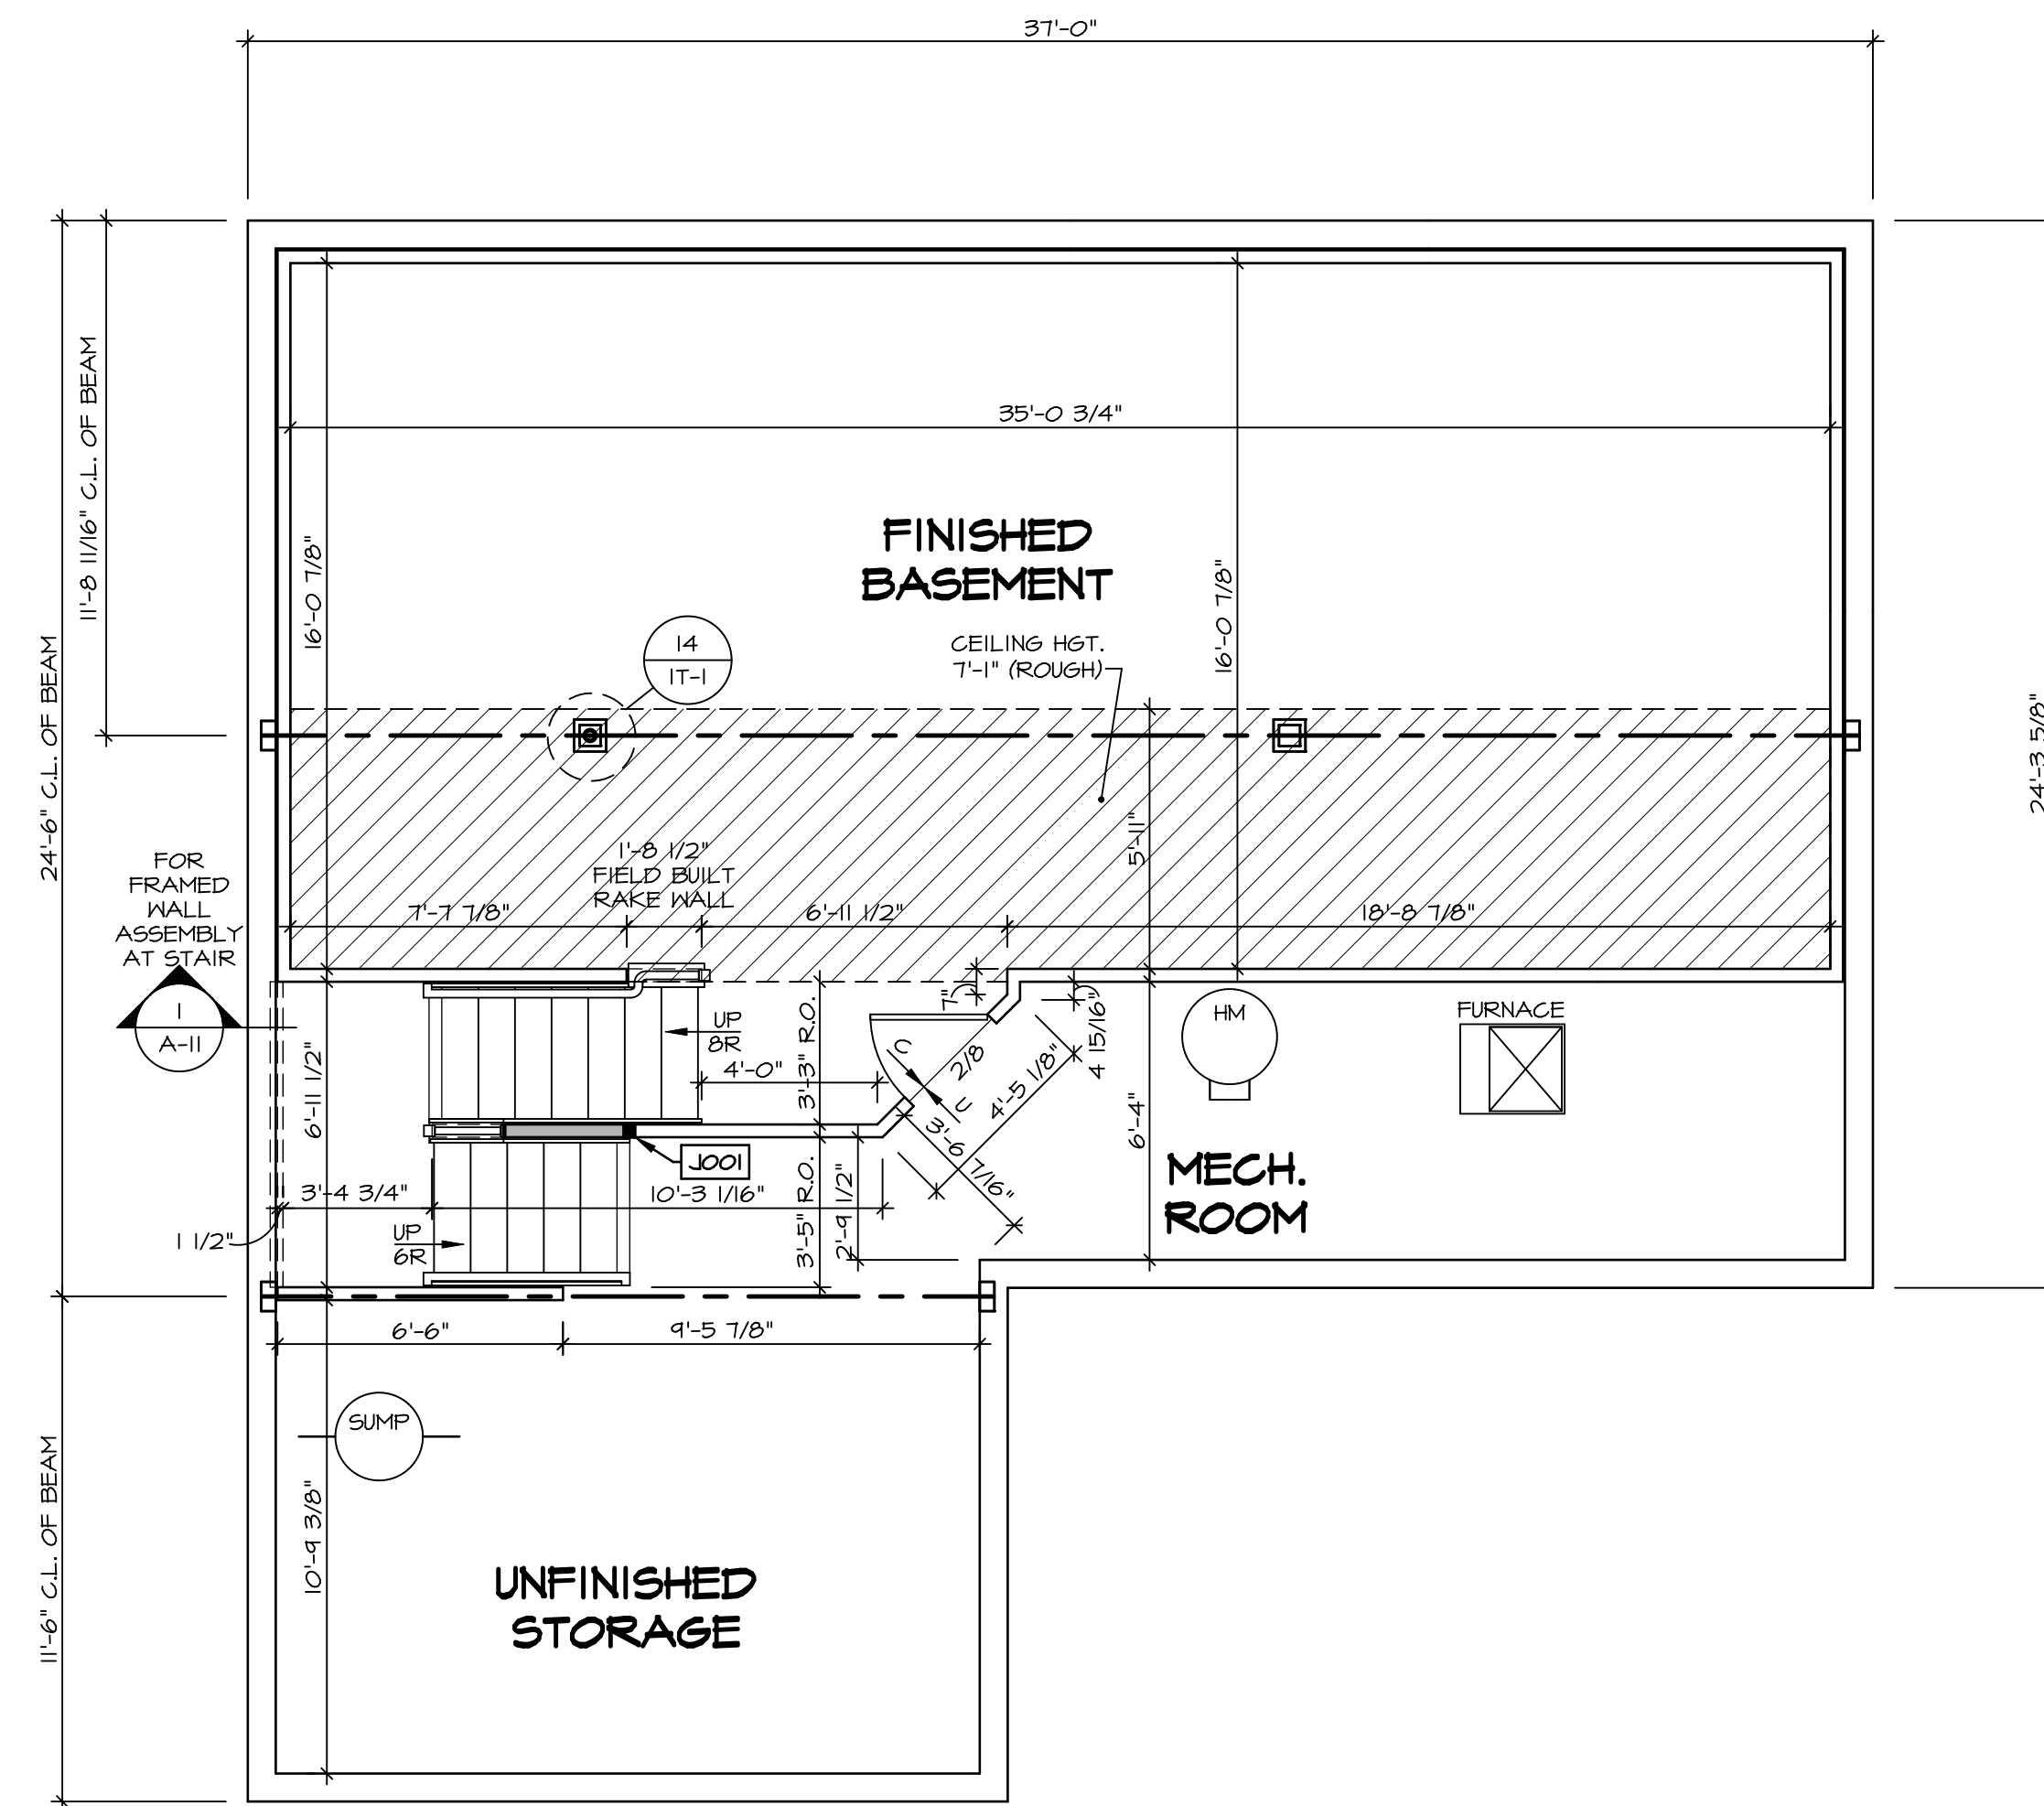 37'-0"
11'-8 11/16" C.L. OF BEAM
24'-6" C.L. OF BEAM
35'-0 3/4"
16'-0 7/8"
FINISHED
BASEMENT
16'-0 7/8"
CEILING HGT.
7'-1" (ROUGH)
14
1T-1
24'-3 5/8"
FOR
FRAMED
WALL
ASSEMBLY
AT STAIR
1
A-11
1'-8 1/2"
FIELD BUILT
RAKE WALL
5'-11"
7'-7 7/8"
6'-11 1/2"
18'-8 7/8"
7"
4 15/16"
HM
FURNACE
UP
8R
3'-3" R.O.
4'-0"
C
U
2/8
4'-5 1/8"
3'-6 7/16"
6'-11 1/2"
6'-4"
J001
MECH.
ROOM
3'-4 3/4"
10'-3 1/16"
3'-5" R.O.
2'-9 1/2"
1 1/2"
UP
6R
6'-6"
9'-5 7/8"
SUMP
10'-9 3/8"
11'-6" C.L. OF BEAM
UNFINISHED
STORAGE